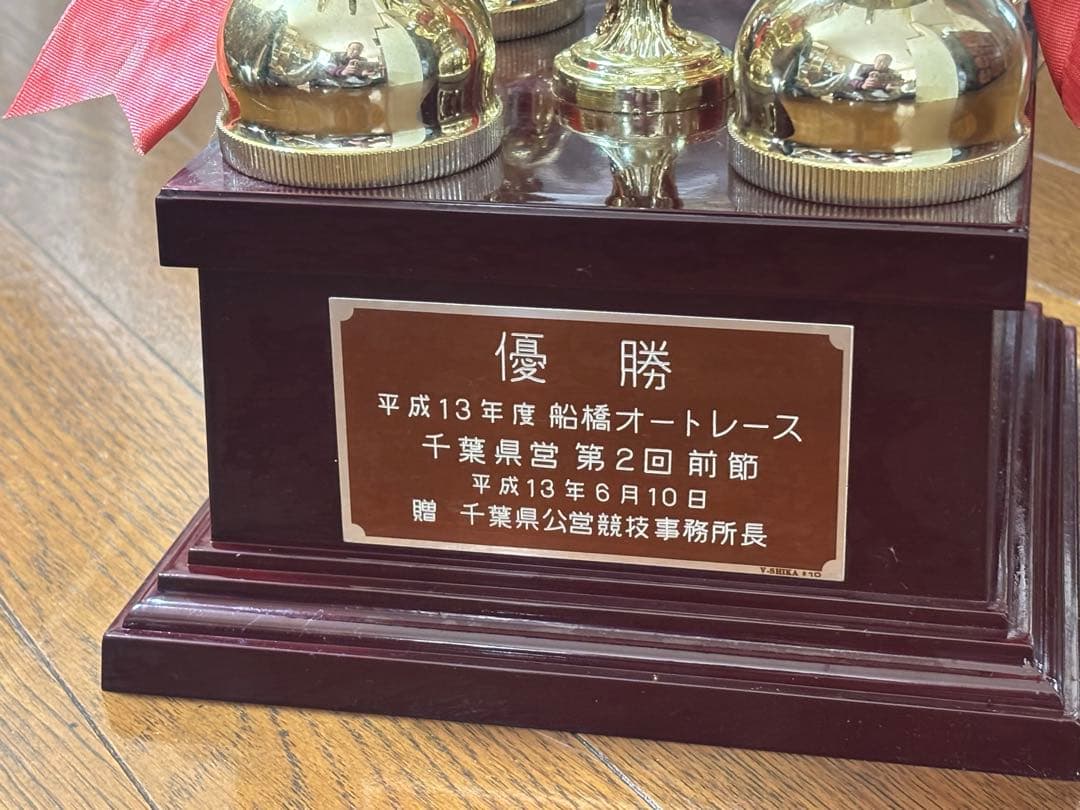 優 勝
平成13年度 船橋オートレース
千葉県営 第2回 前節
平成13年6月10日
贈 千葉県公営競技事務所長
V-SHIKA